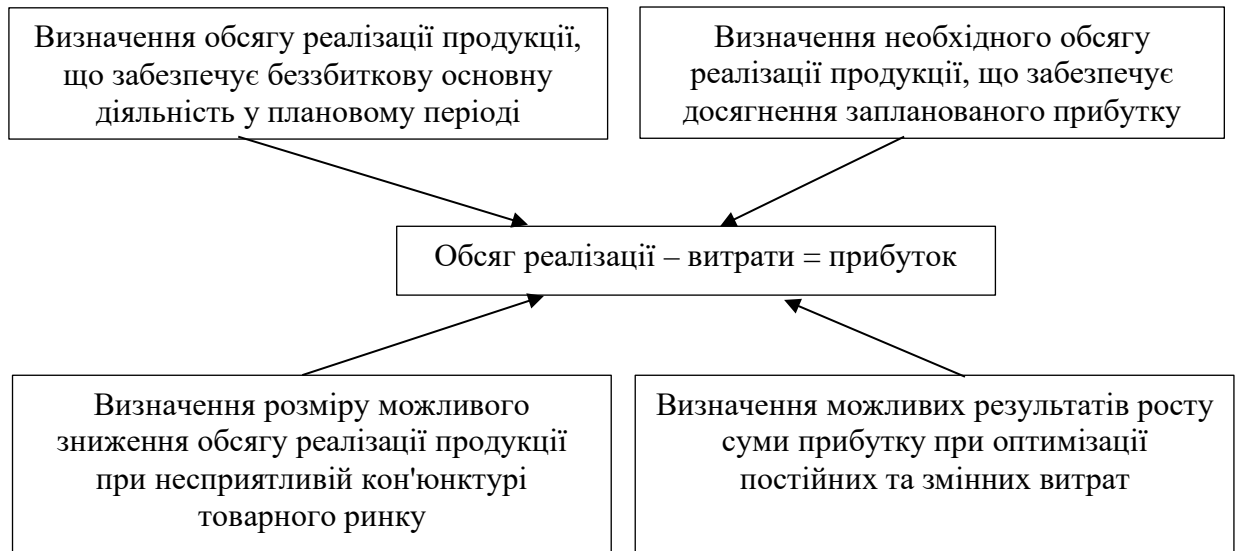 Визначення обсягу реалізації продукції,
що забезпечує беззбиткову основну
діяльність у плановому періоді
Визначення необхідного обсягу
реалізації продукції, що забезпечує
досягнення запланованого прибутку
Обсяг реалізації – витрати = прибуток
Визначення розміру можливого
зниження обсягу реалізації продукції
при несприятливій кон'юнктурі
товарного ринку
Визначення можливих результатів росту
суми прибутку при оптимізації
постійних та змінних витрат